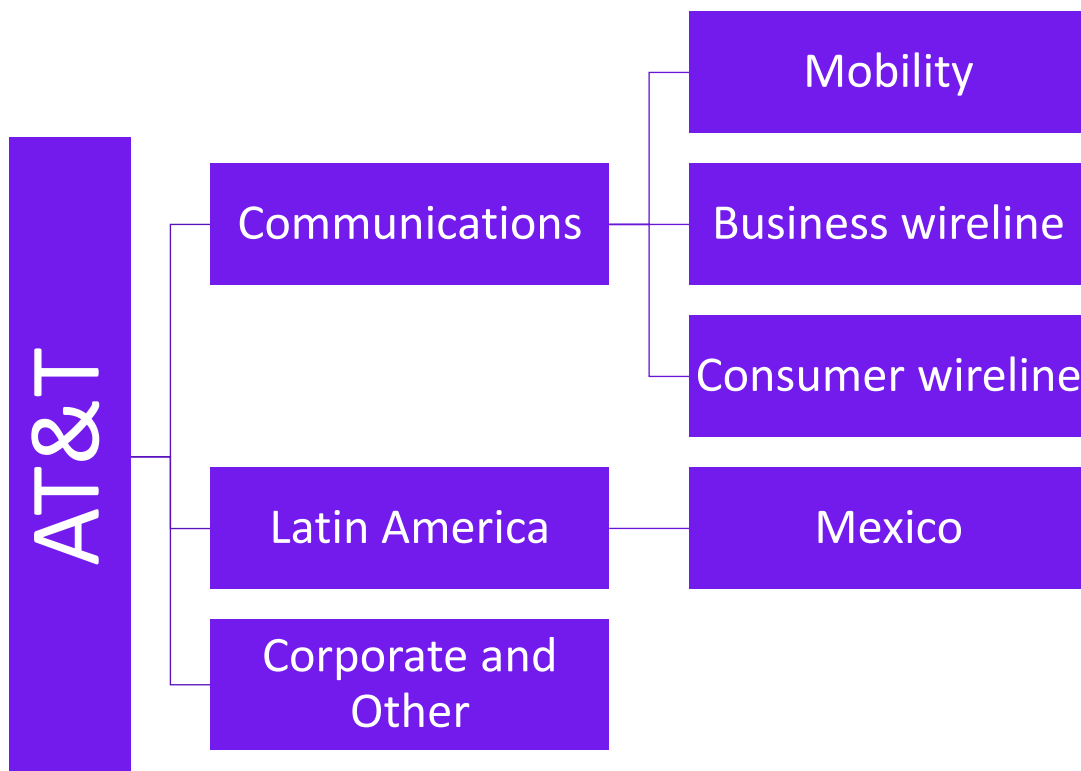 AT&T
Communications
Mobility
Business wireline
Consumer wireline
Latin America
Mexico
Corporate and
Other